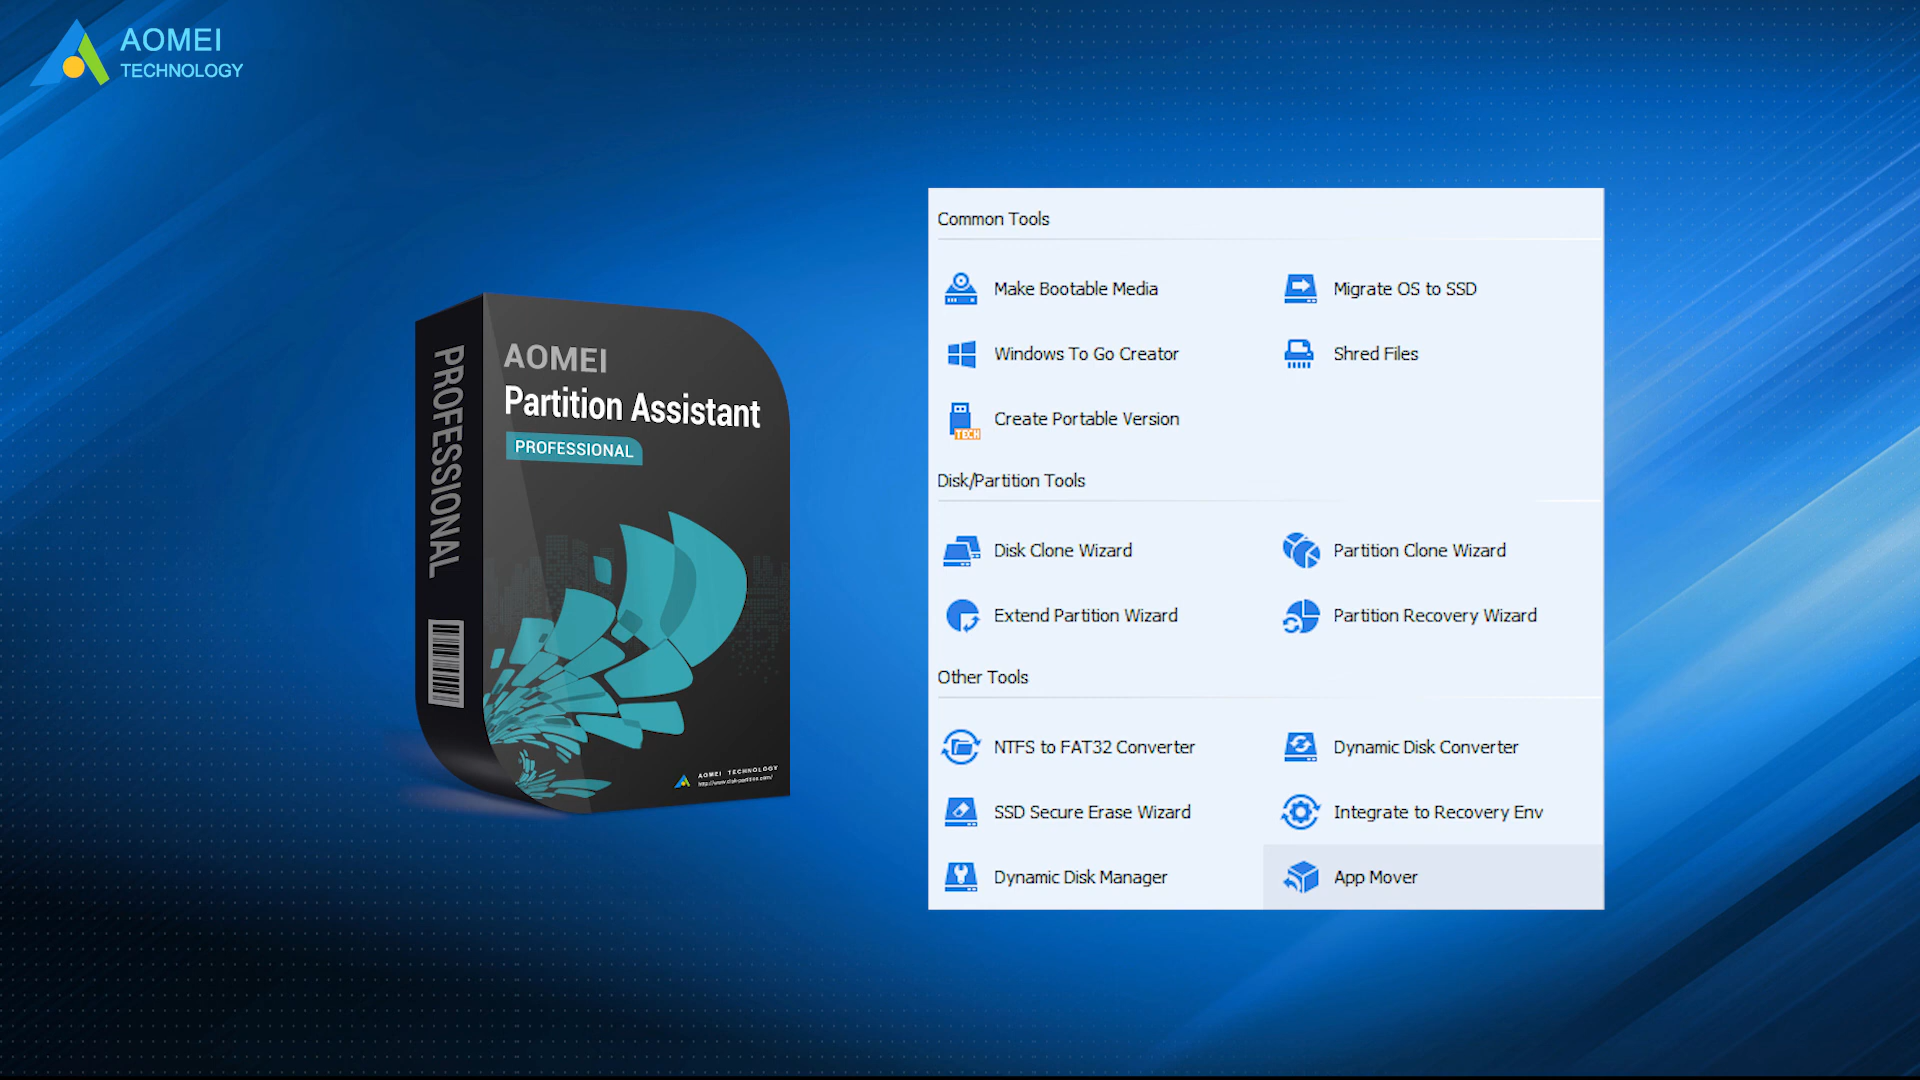 AOMEI
TECHNOLOGY
PROFESSIONAL
AOMEI
Partition Assistant
PROFESSIONAL
AOMEI TECHNOLOGY
Common Tools
Make Bootable Media
Migrate OS to SSD
Windows To Go Creator
Shred Files
TECH
Create Portable Version
Disk/Partition Tools
Disk Clone Wizard
Partition Clone Wizard
Extend Partition Wizard
Partition Recovery Wizard
Other Tools
NTFS to FAT32 Converter
Dynamic Disk Converter
SSD Secure Erase Wizard
Integrate to Recovery Env
Dynamic Disk Manager
App Mover